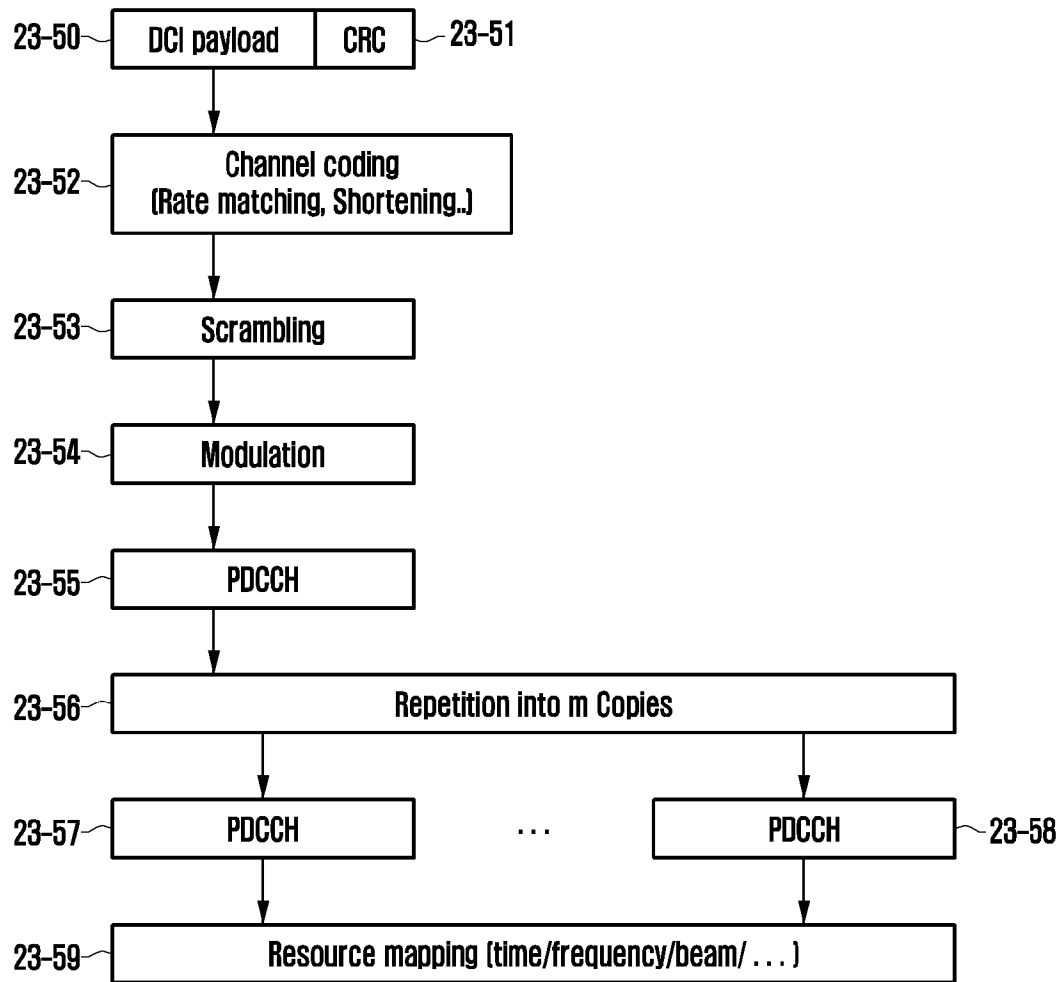 23-50 DCI payload CRC 23-51
23-52 Channel coding
(Rate matching, Shortening..)
23-53 Scrambling
23-54 Modulation
23-55 PDCCH
23-56 Repetition into m Copies
23-57 PDCCH ... PDCCH 23-58
23-59 Resource mapping (time/frequency/beam/ . . . )